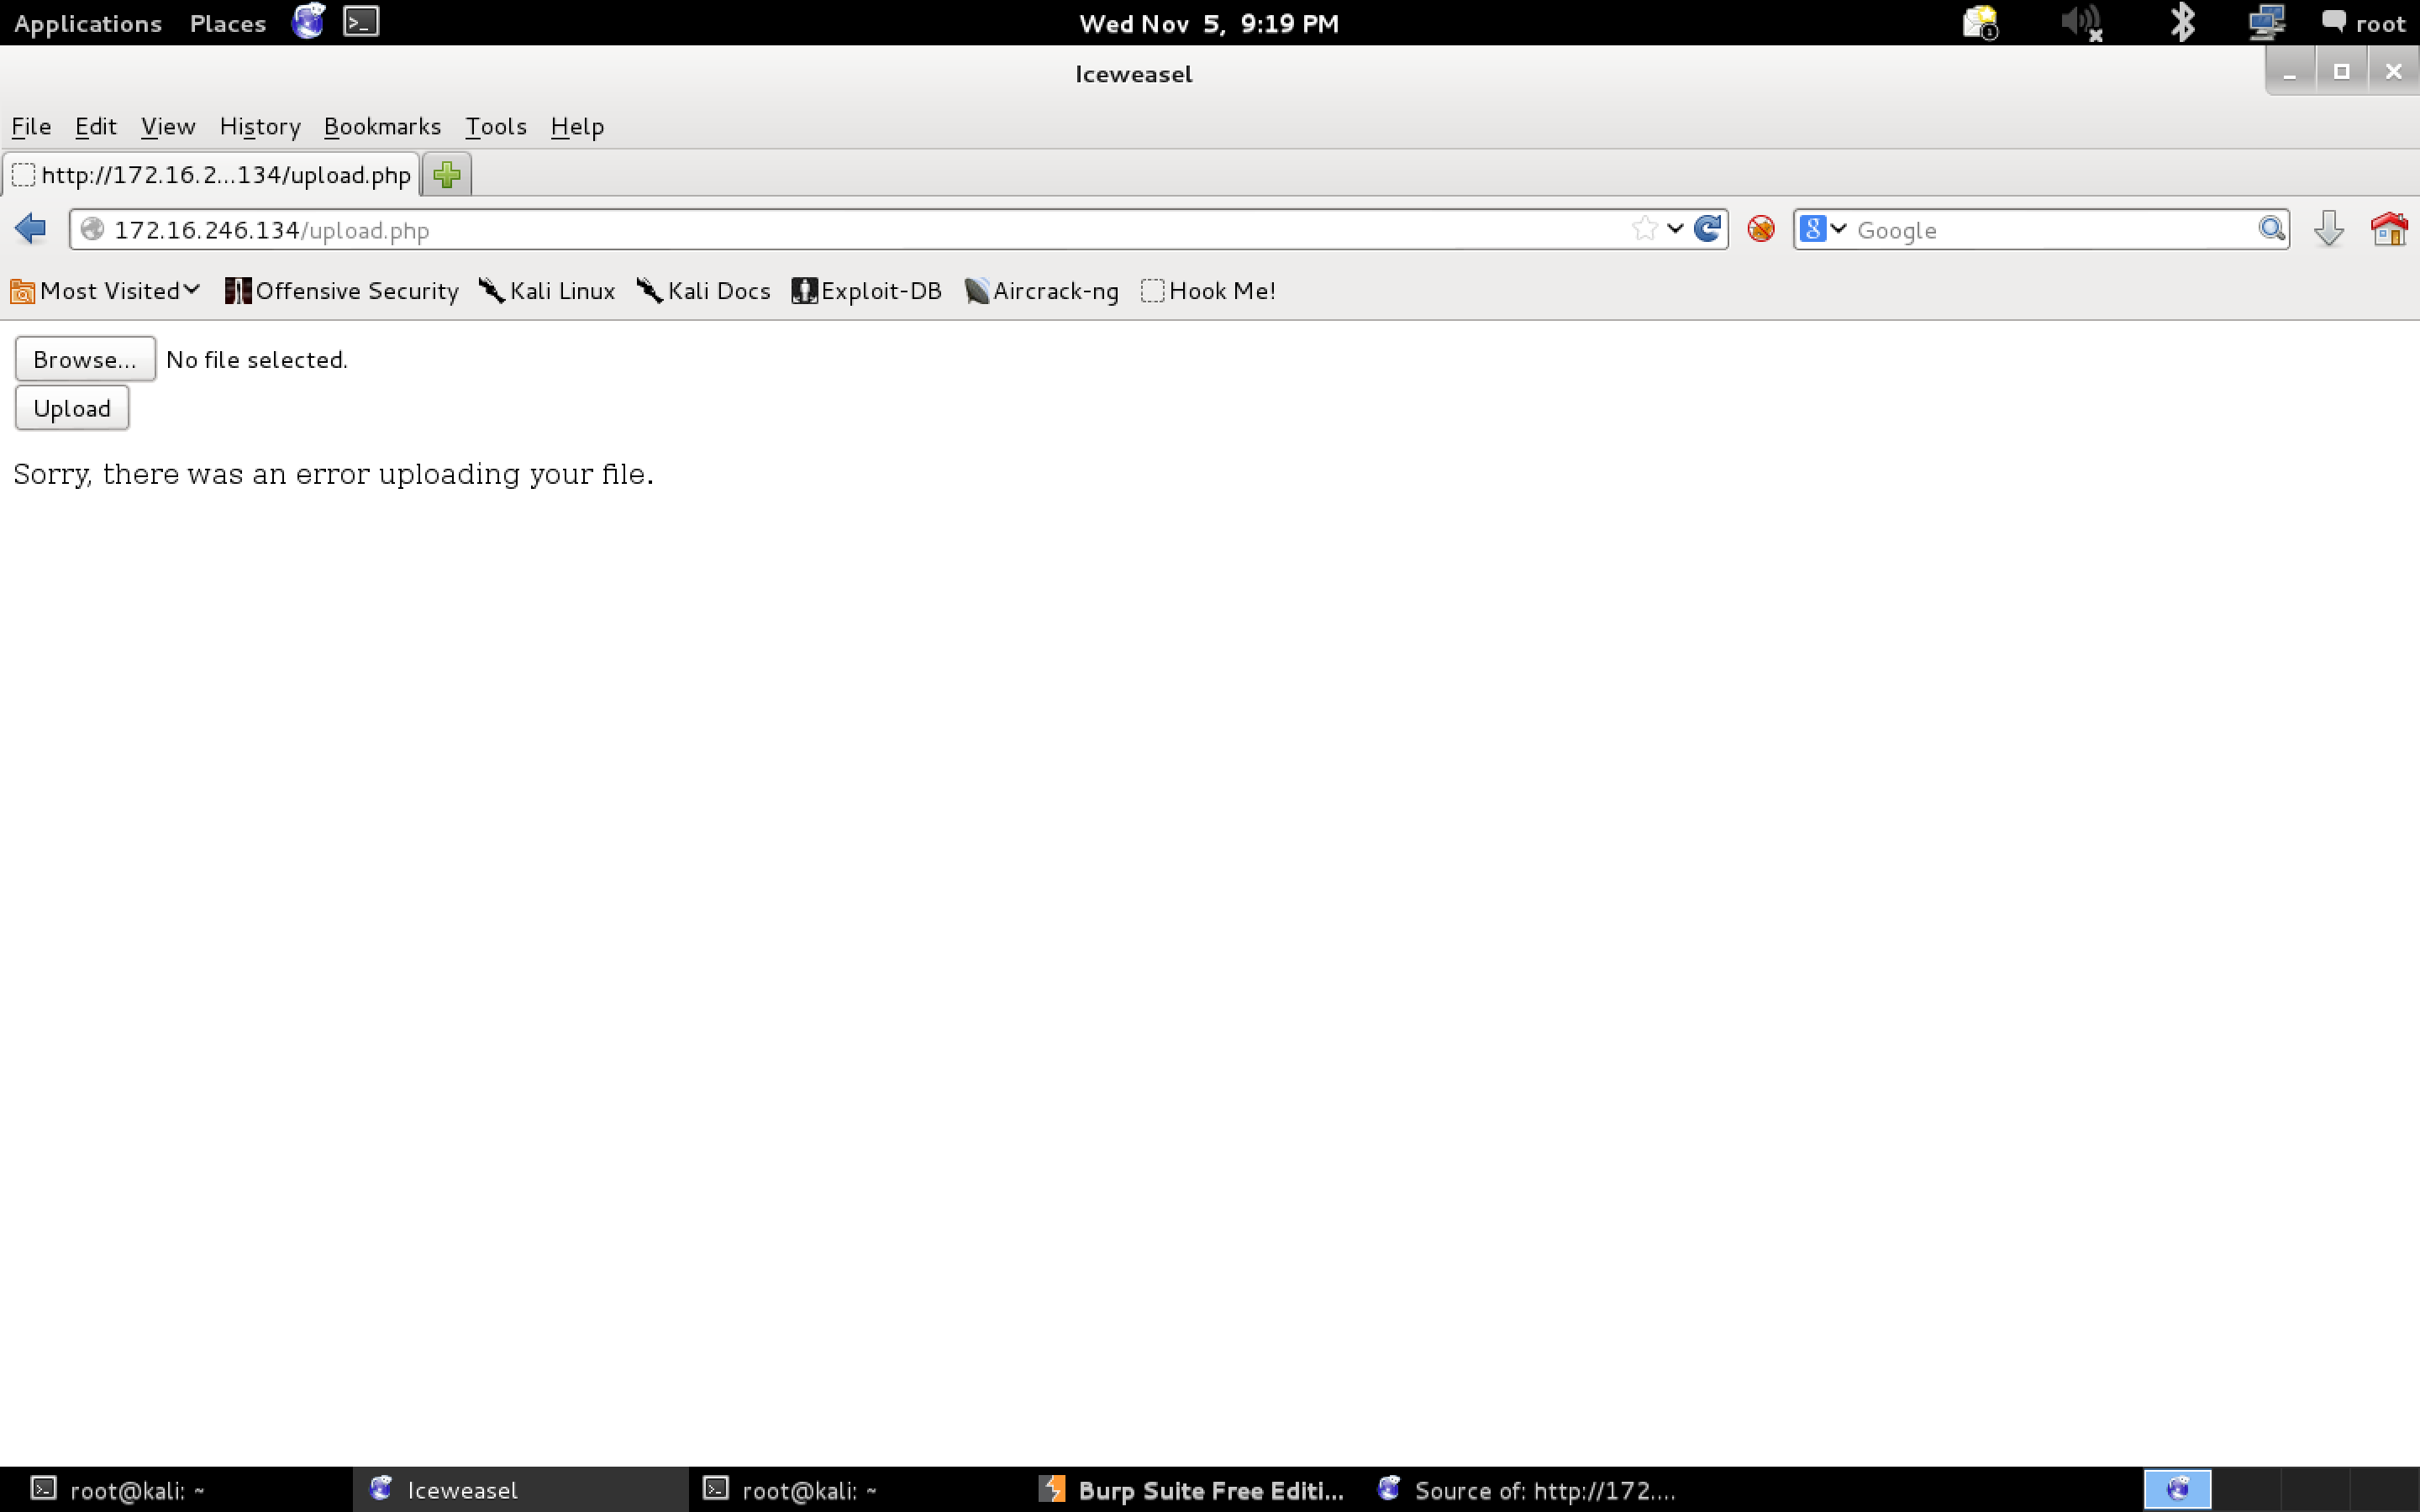 Applications Places Wed Nov 5, 9:19 PM root
Iceweasel
File Edit View History Bookmarks Tools Help
http://172.16.2...134/upload.php
172.16.246.134/upload.php Google
Most Visited Offensive Security Kali Linux Kali Docs Exploit-DB Aircrack-ng Hook Me!
Browse... No file selected.
Upload
Sorry, there was an error uploading your file.
root@kali: ~ Iceweasel root@kali: ~ Burp Suite Free Editi... Source of: http://172....